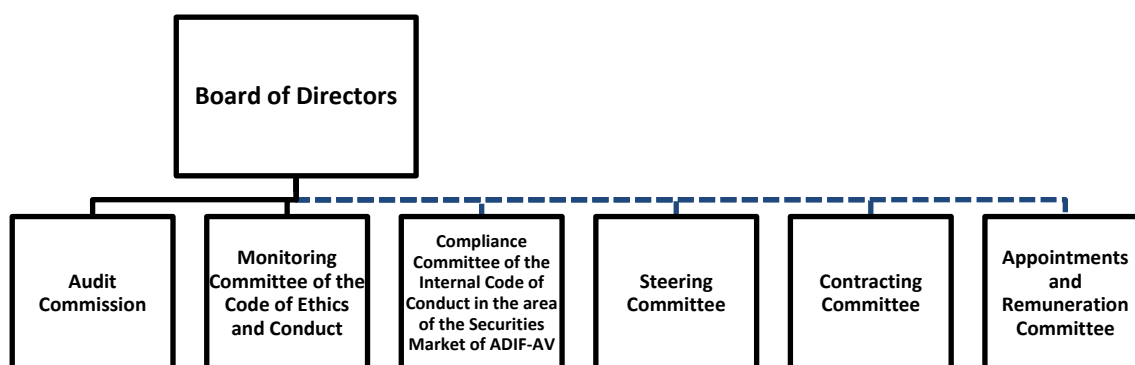 Board of Directors
Audit
Commission
Monitoring
Committee of the
Code of Ethics
and Conduct
Compliance
Committee of the
Internal Code of
Conduct in the area
of the Securities
Market of ADIF-AV
Steering
Committee
Contracting
Committee
Appointments
and
Remuneration
Committee